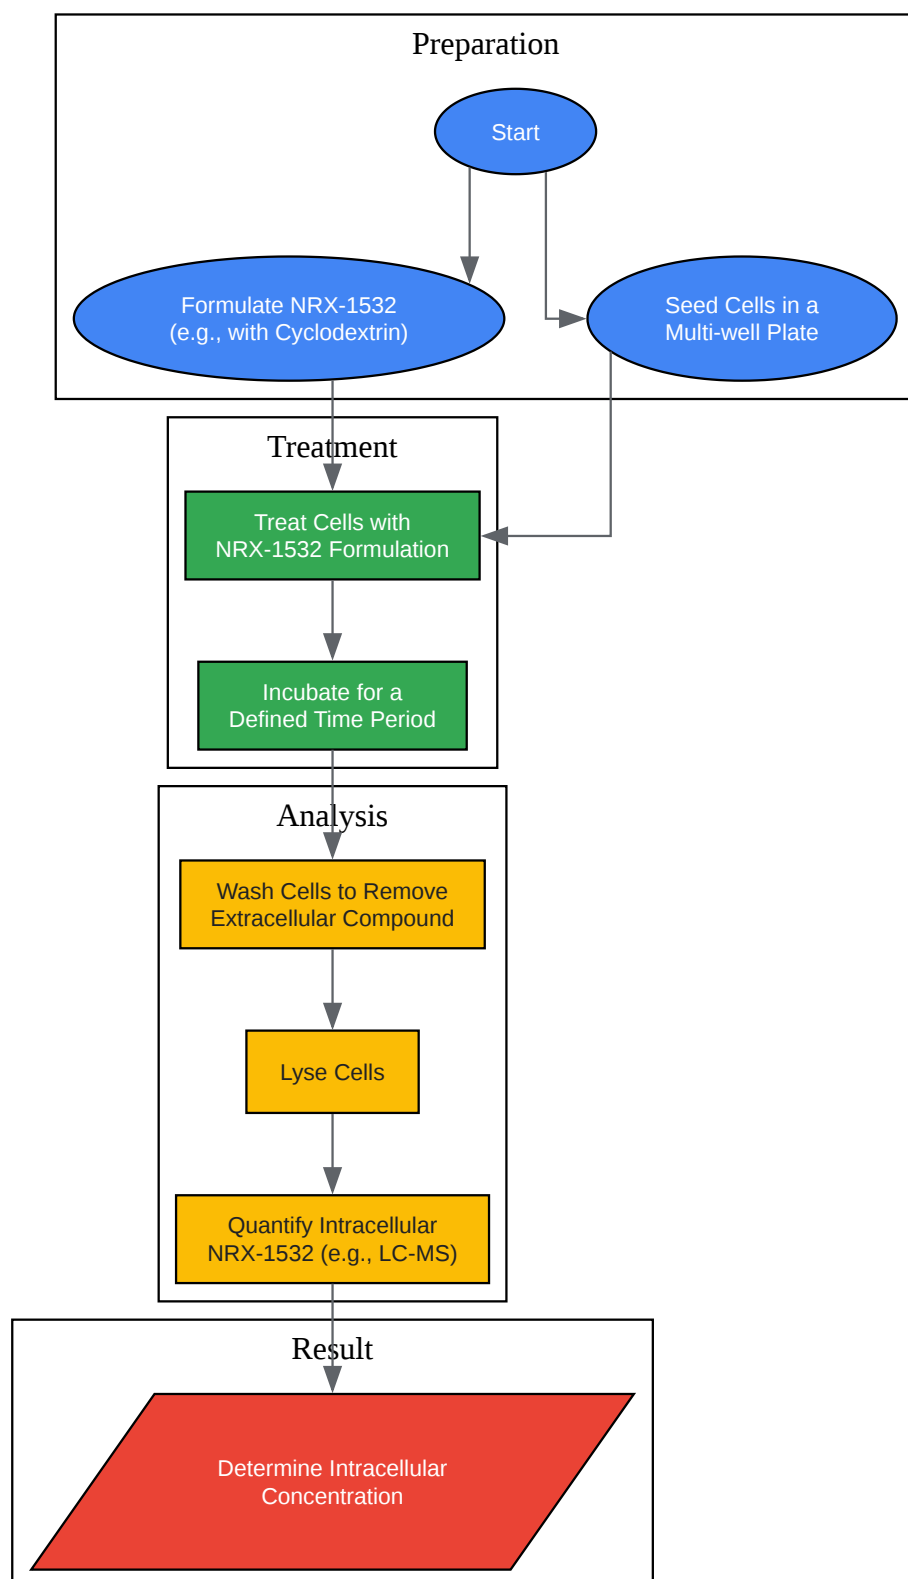 Preparation
Start
Formulate NRX-1532
(e.g., with Cyclodextrin)
Seed Cells in a
Multi-well Plate
Treatment
Treat Cells with
NRX-1532 Formulation
Incubate for a
Defined Time Period
Analysis
Wash Cells to Remove
Extracellular Compound
Lyse Cells
Quantify Intracellular
NRX-1532 (e.g., LC-MS)
Result
Determine Intracellular
Concentration